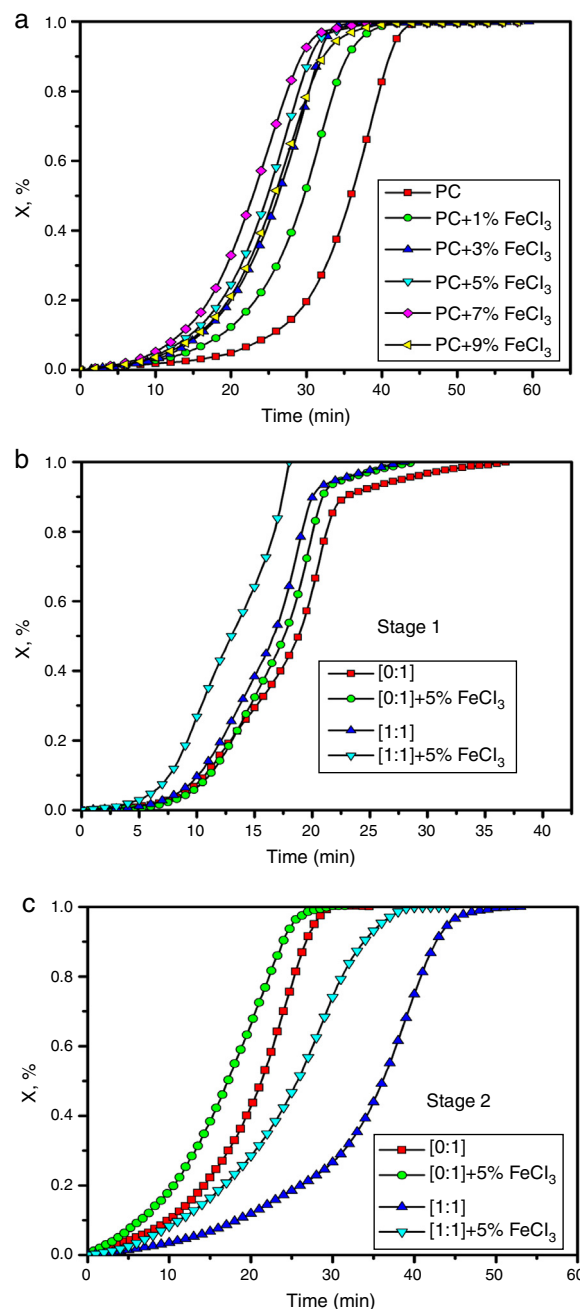 a
1.0
0.8
0.6
0.4
0.2
0.0
X, %
PC
PC+1% FeCl₃
PC+3% FeCl₃
PC+5% FeCl₃
PC+7% FeCl₃
PC+9% FeCl₃
0 10 20 30 40 50 60
Time (min)
b
1.0
0.8
0.6
0.4
0.2
0.0
X, %
Stage 1
[0:1]
[0:1]+5% FeCl₃
[1:1]
[1:1]+5% FeCl₃
0 5 10 15 20 25 30 35 40
Time (min)
c
1.0
0.8
0.6
0.4
0.2
0.0
X, %
Stage 2
[0:1]
[0:1]+5% FeCl₃
[1:1]
[1:1]+5% FeCl₃
0 10 20 30 40 50 60
Time (min)